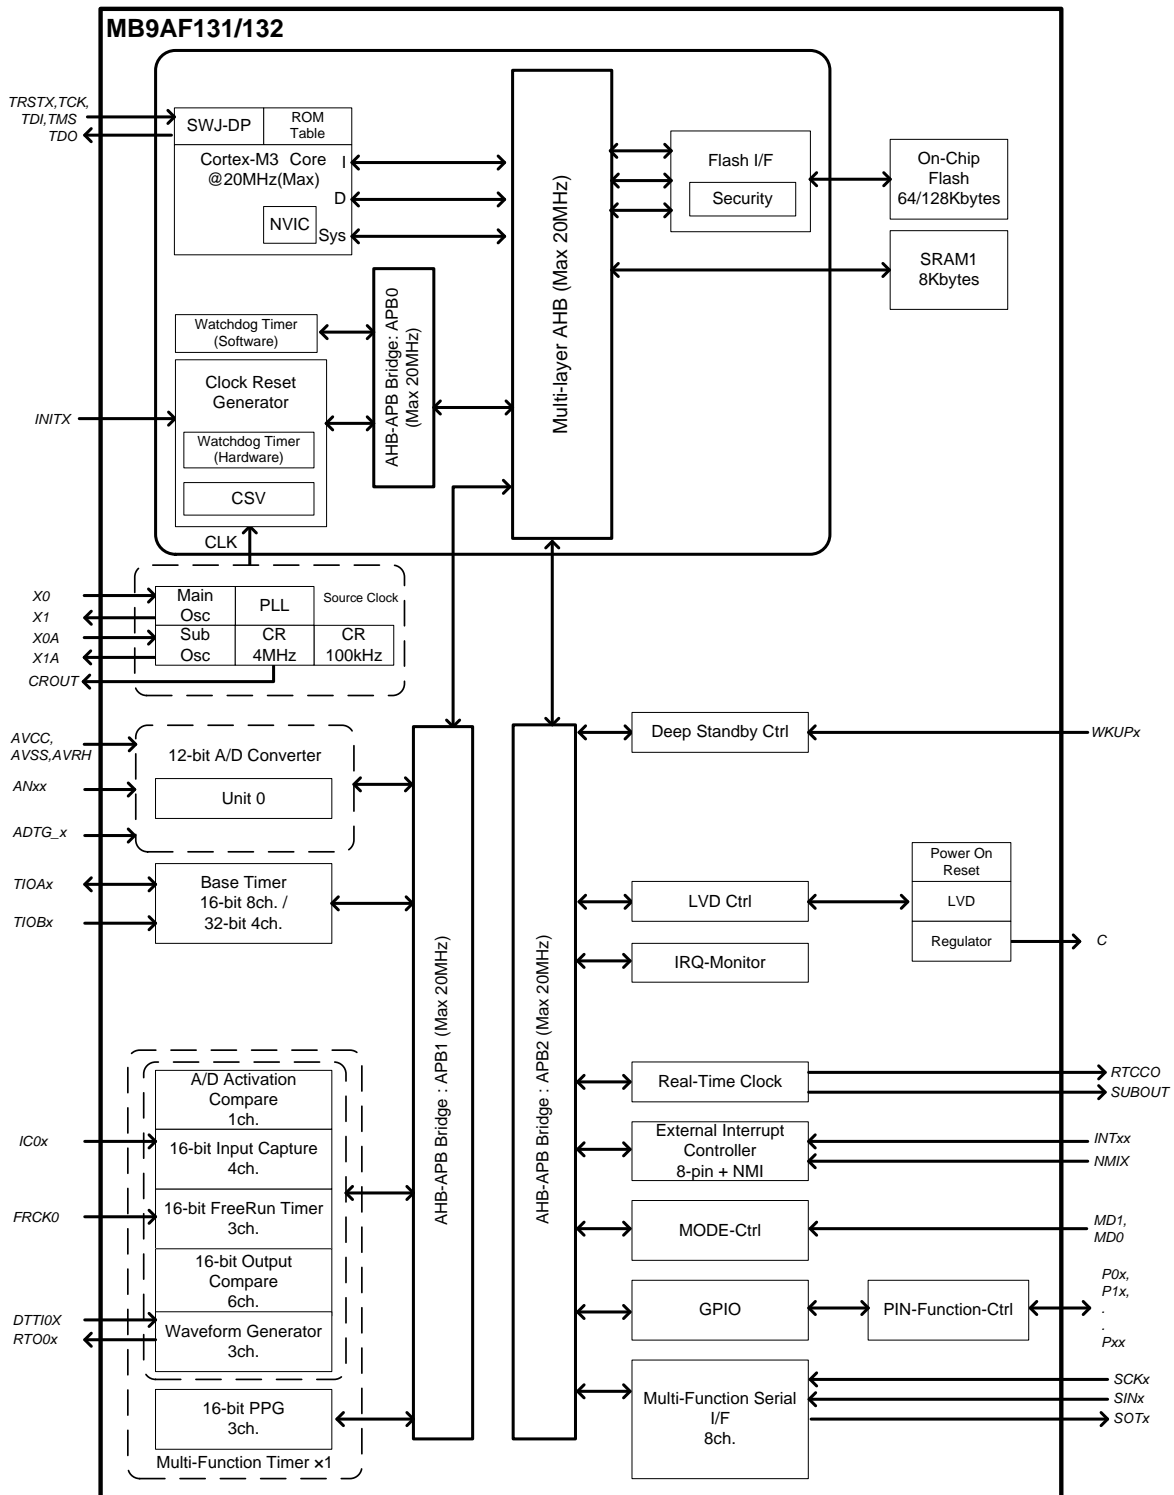 MB9AF131/132
TRSTX,TCK,
TDI,TMS
TDO
SWJ-DP
ROM
Table
Cortex-M3 Core
@20MHz(Max)
I
D
NVIC
Sys
Multi-layer AHB (Max 20MHz)
Flash I/F
Security
On-Chip
Flash
64/128Kbytes
SRAM1
8Kbytes
Watchdog Timer
(Software)
AHB-APB Bridge: APB0
(Max 20MHz)
INITX
Clock Reset
Generator
Watchdog Timer
(Hardware)
CSV
CLK
X0
X1
X0A
X1A
CROUT
Main
Osc
PLL
Source Clock
Sub
Osc
CR
4MHz
CR
100kHz
AVCC,
AVSS,AVRH
ANxx
ADTG_x
12-bit A/D Converter
Unit 0
TIOAx
TIOBx
Base Timer
16-bit 8ch. /
32-bit 4ch.
AHB-APB Bridge : APB1 (Max 20MHz)
AHB-APB Bridge : APB2 (Max 20MHz)
Deep Standby Ctrl
WKUPx
LVD Ctrl
Power On
Reset
LVD
Regulator
C
IRQ-Monitor
A/D Activation
Compare
1ch.
IC0x
16-bit Input Capture
4ch.
FRCK0
16-bit FreeRun Timer
3ch.
16-bit Output
Compare
6ch.
DTTI0X
RTO0x
Waveform Generator
3ch.
16-bit PPG
3ch.
Multi-Function Timer ×1
Real-Time Clock
RTCCO
SUBOUT
External Interrupt
Controller
8-pin + NMI
INTxx
NMIX
MODE-Ctrl
MD1,
MD0
GPIO
PIN-Function-Ctrl
P0x,
P1x,
.
.
Pxx
Multi-Function Serial
I/F
8ch.
SCKx
SINx
SOTx